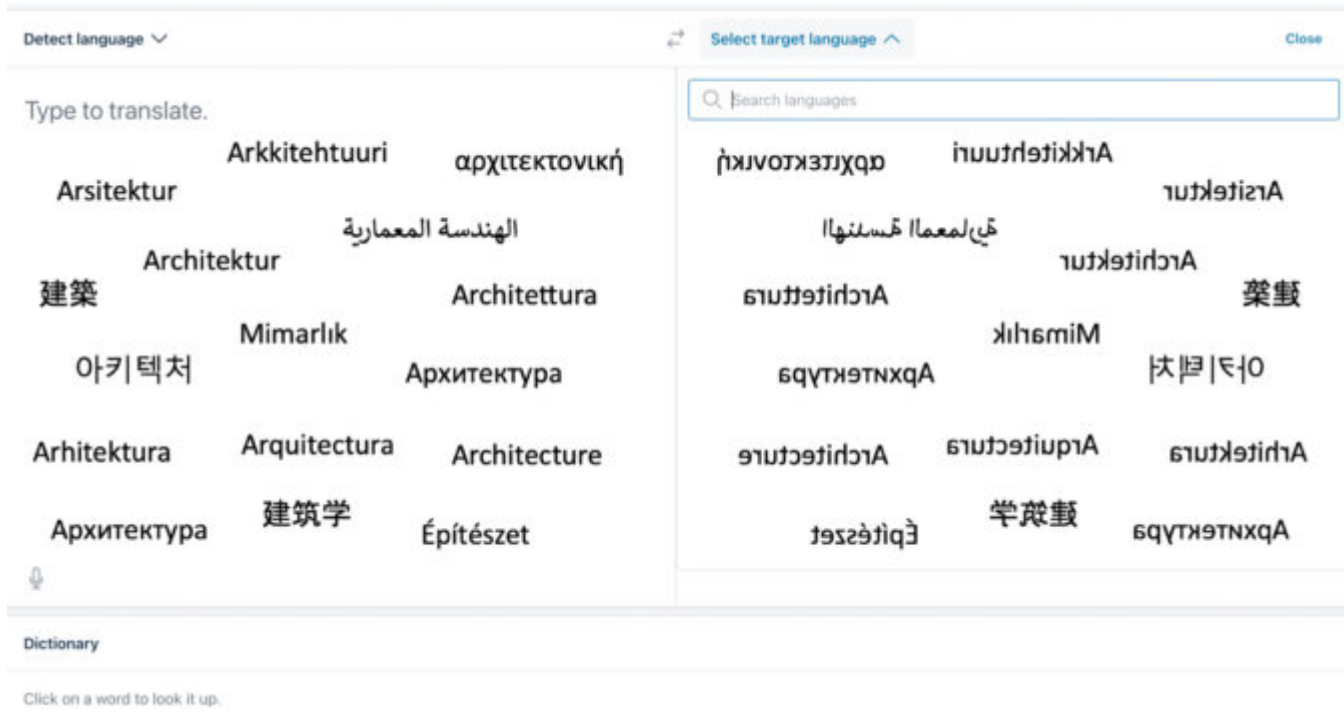 Detect language
Select target language
Close
Type to translate.
Search languages
Arkkitehtuuri
αρχιτεκτονική
Arsitektur
الهندسة المعمارية
Architektur
建築
Architettura
Mimarlık
아키텍처
Архитектура
Arhitektura
Arquitectura
Architecture
Архитектура
建筑学
Építészet
αρχιτεκτονική
Arkkitehtuuri
Arsitektur
الهندسة المعمارية
Architektur
Architettura
建築
Mimarlık
Архитектура
아키텍처
Architecture
Arquitectura
Arhitektura
Építészet
建筑学
Архитектура
Dictionary
Click on a word to look it up.